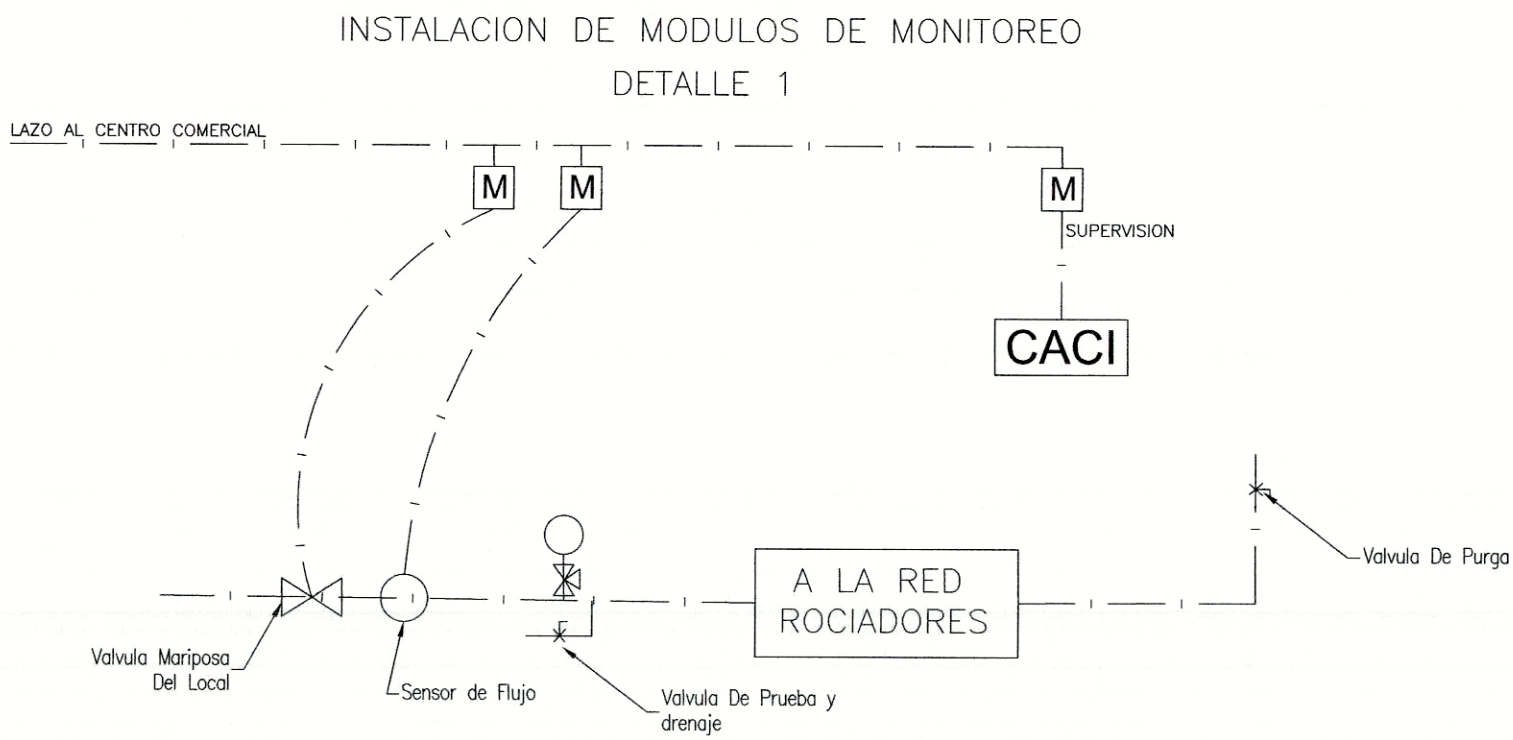 INSTALACION DE MODULOS DE MONITOREO
DETALLE 1
LAZO AL CENTRO COMERCIAL
M
M
M
SUPERVISION
CACI
Valvula De Purga
A LA RED
ROCIADORES
Valvula Mariposa
Del Local
Sensor de Flujo
Valvula De Prueba y
drenaje